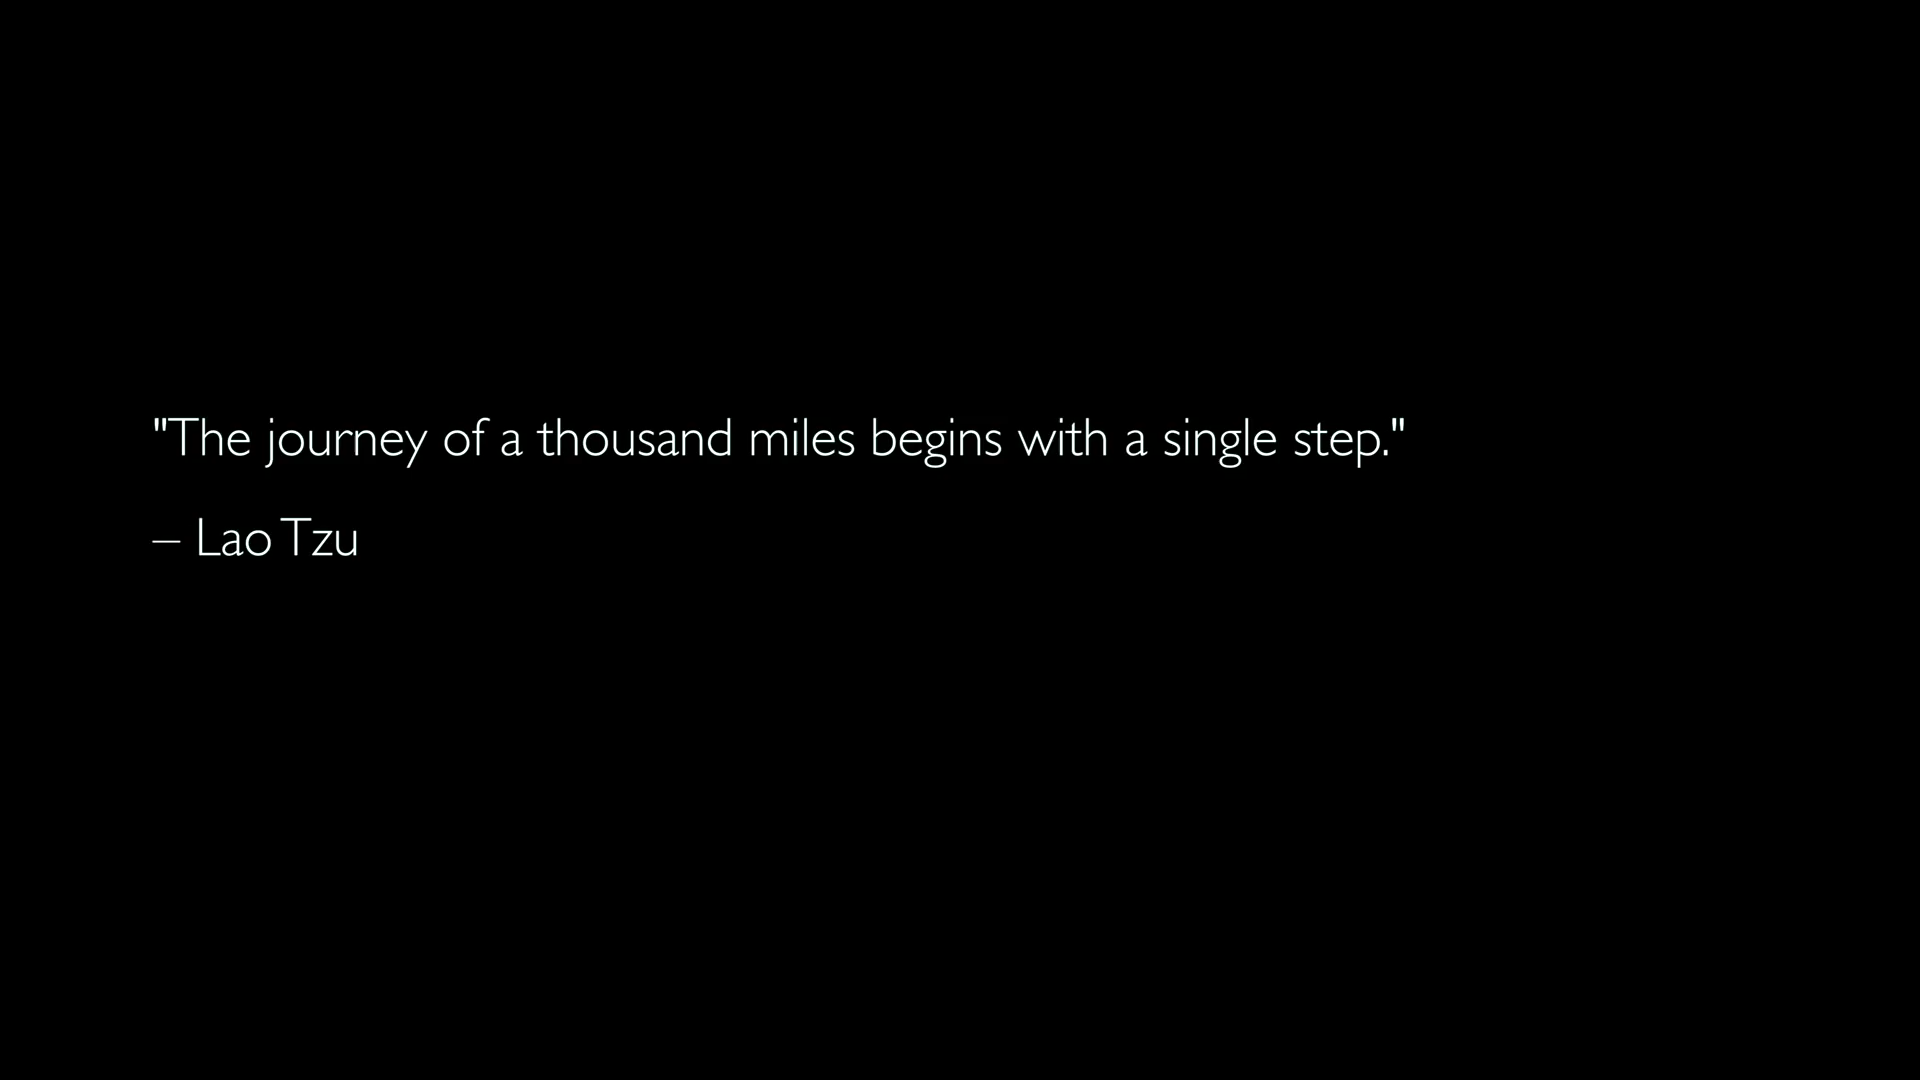 "The journey of a thousand miles begins with a single step."
– Lao Tzu